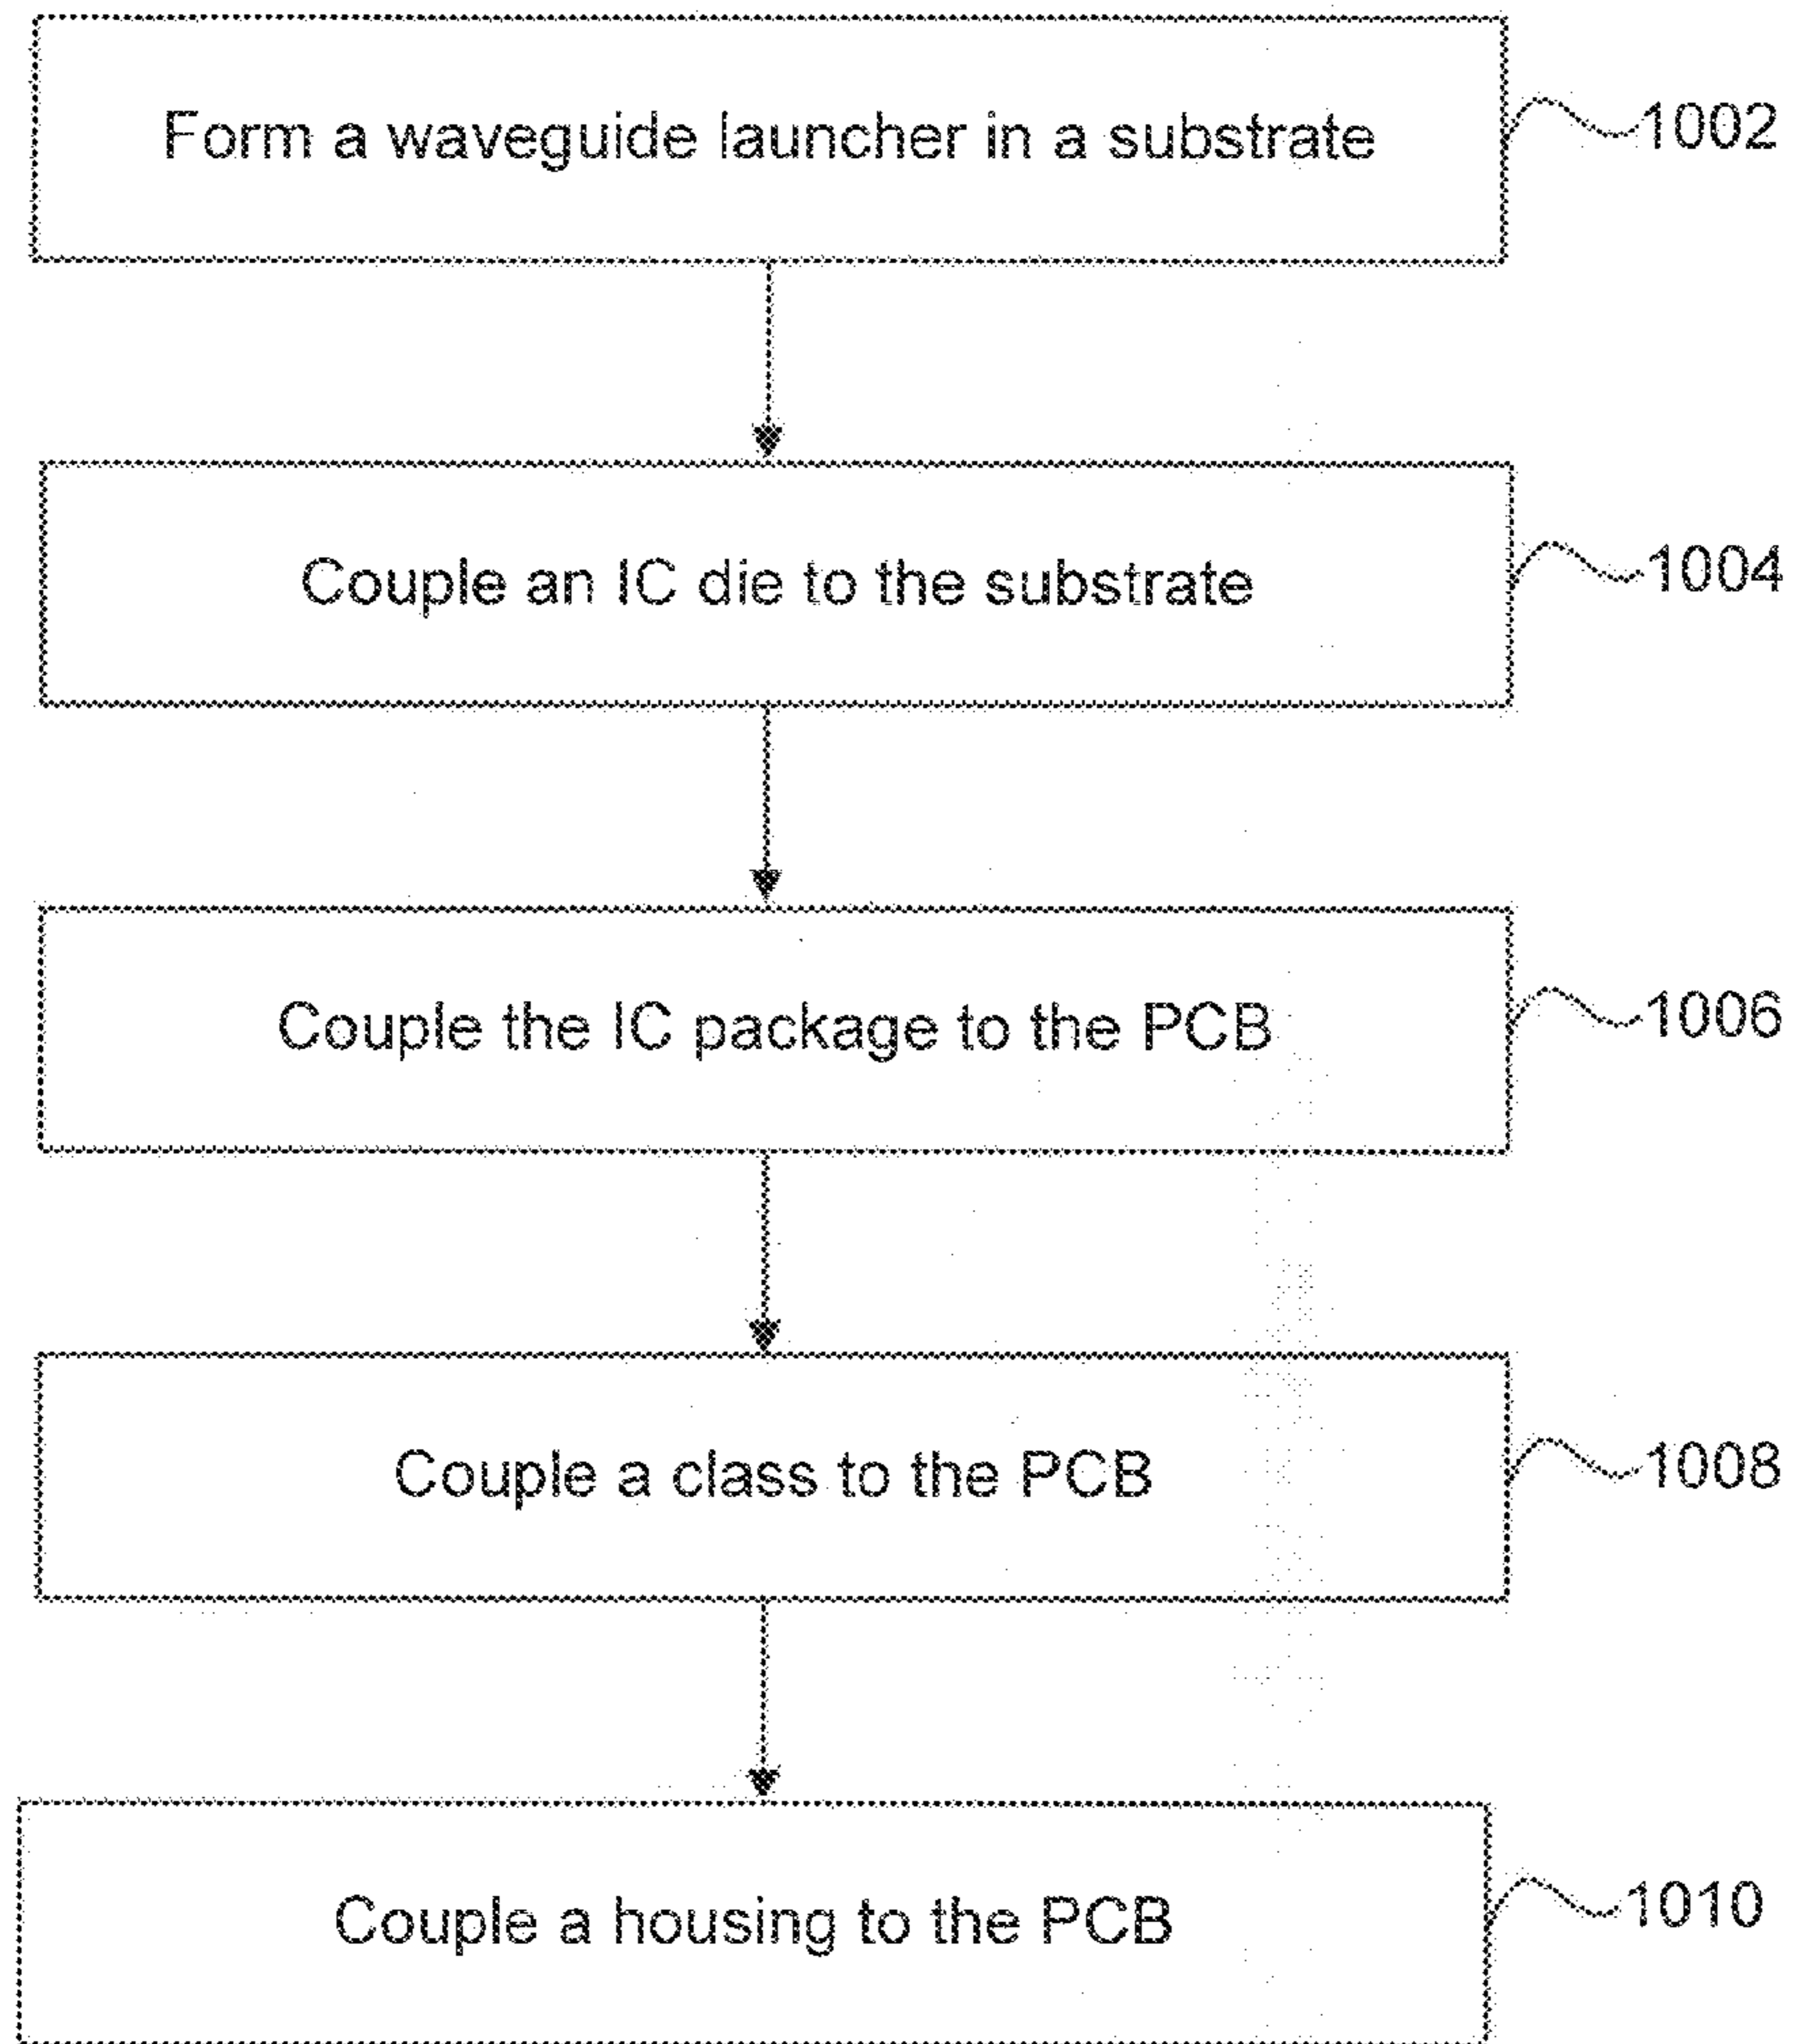 Form a waveguide launcher in a substrate
1002
Couple an IC die to the substrate
1004
Couple the IC package to the PCB
1006
Couple a class to the PCB
1008
Couple a housing to the PCB
1010